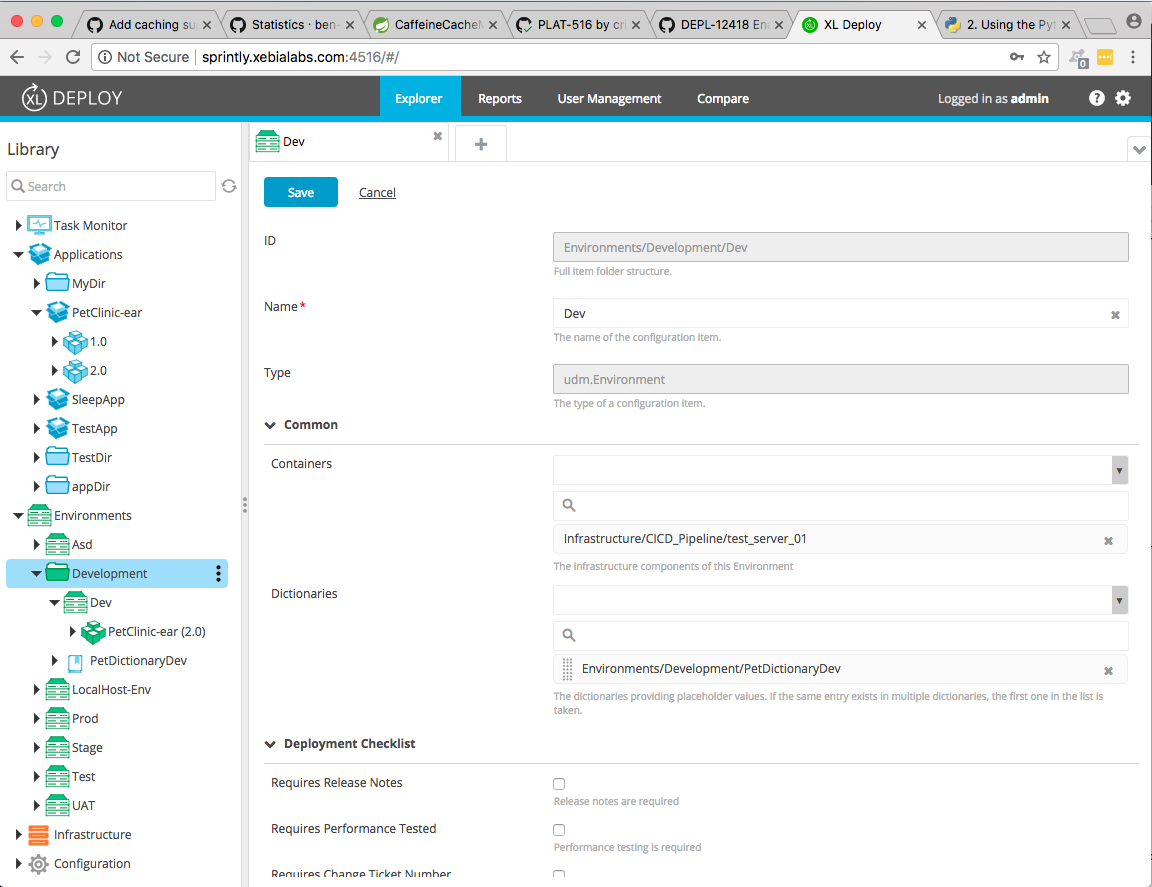 Add caching su
Statistics · ben-
CaffeineCacheM
PLAT-516 by cri
DEPL-12418 Ena
XL Deploy
2. Using the Pyt
Not Secure sprintly.xebialabs.com:4516/#/
0
XL DEPLOY
Explorer
Reports
User Management
Compare
Logged in as admin
Library
Search
Task Monitor
Applications
MyDir
PetClinic-ear
1.0
2.0
SleepApp
TestApp
TestDir
appDir
Environments
Asd
Development
Dev
PetClinic-ear (2.0)
PetDictionaryDev
LocalHost-Env
Prod
Stage
Test
UAT
Infrastructure
Configuration
Dev
Save
Cancel
ID
Environments/Development/Dev
Full item folder structure.
Name*
Dev
The name of the configuration item.
Type
udm.Environment
The type of a configuration item.
Common
Containers
Infrastructure/CICD_Pipeline/test_server_01
The infrastructure components of this Environment
Dictionaries
Environments/Development/PetDictionaryDev
The dictionaries providing placeholder values. If the same entry exists in multiple dictionaries, the first one in the list is
taken.
Deployment Checklist
Requires Release Notes
Release notes are required
Requires Performance Tested
Performance testing is required
Requires Change Ticket Number